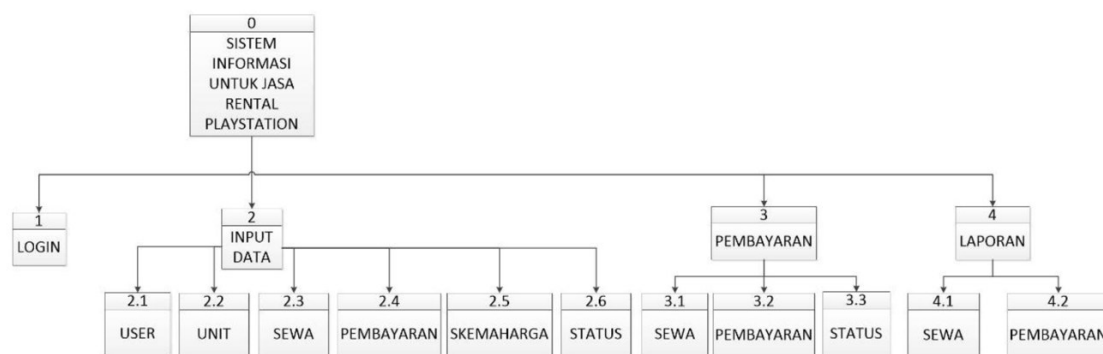 0
SISTEM
INFORMASI
UNTUK JASA
RENTAL
PLAYSTATION
1
LOGIN
2
INPUT
DATA
3
PEMBAYARAN
4
LAPORAN
2.1
USER
2.2
UNIT
2.3
SEWA
2.4
PEMBAYARAN
2.5
SKEMAHARGA
2.6
STATUS
3.1
SEWA
3.2
PEMBAYARAN
3.3
STATUS
4.1
SEWA
4.2
PEMBAYARAN